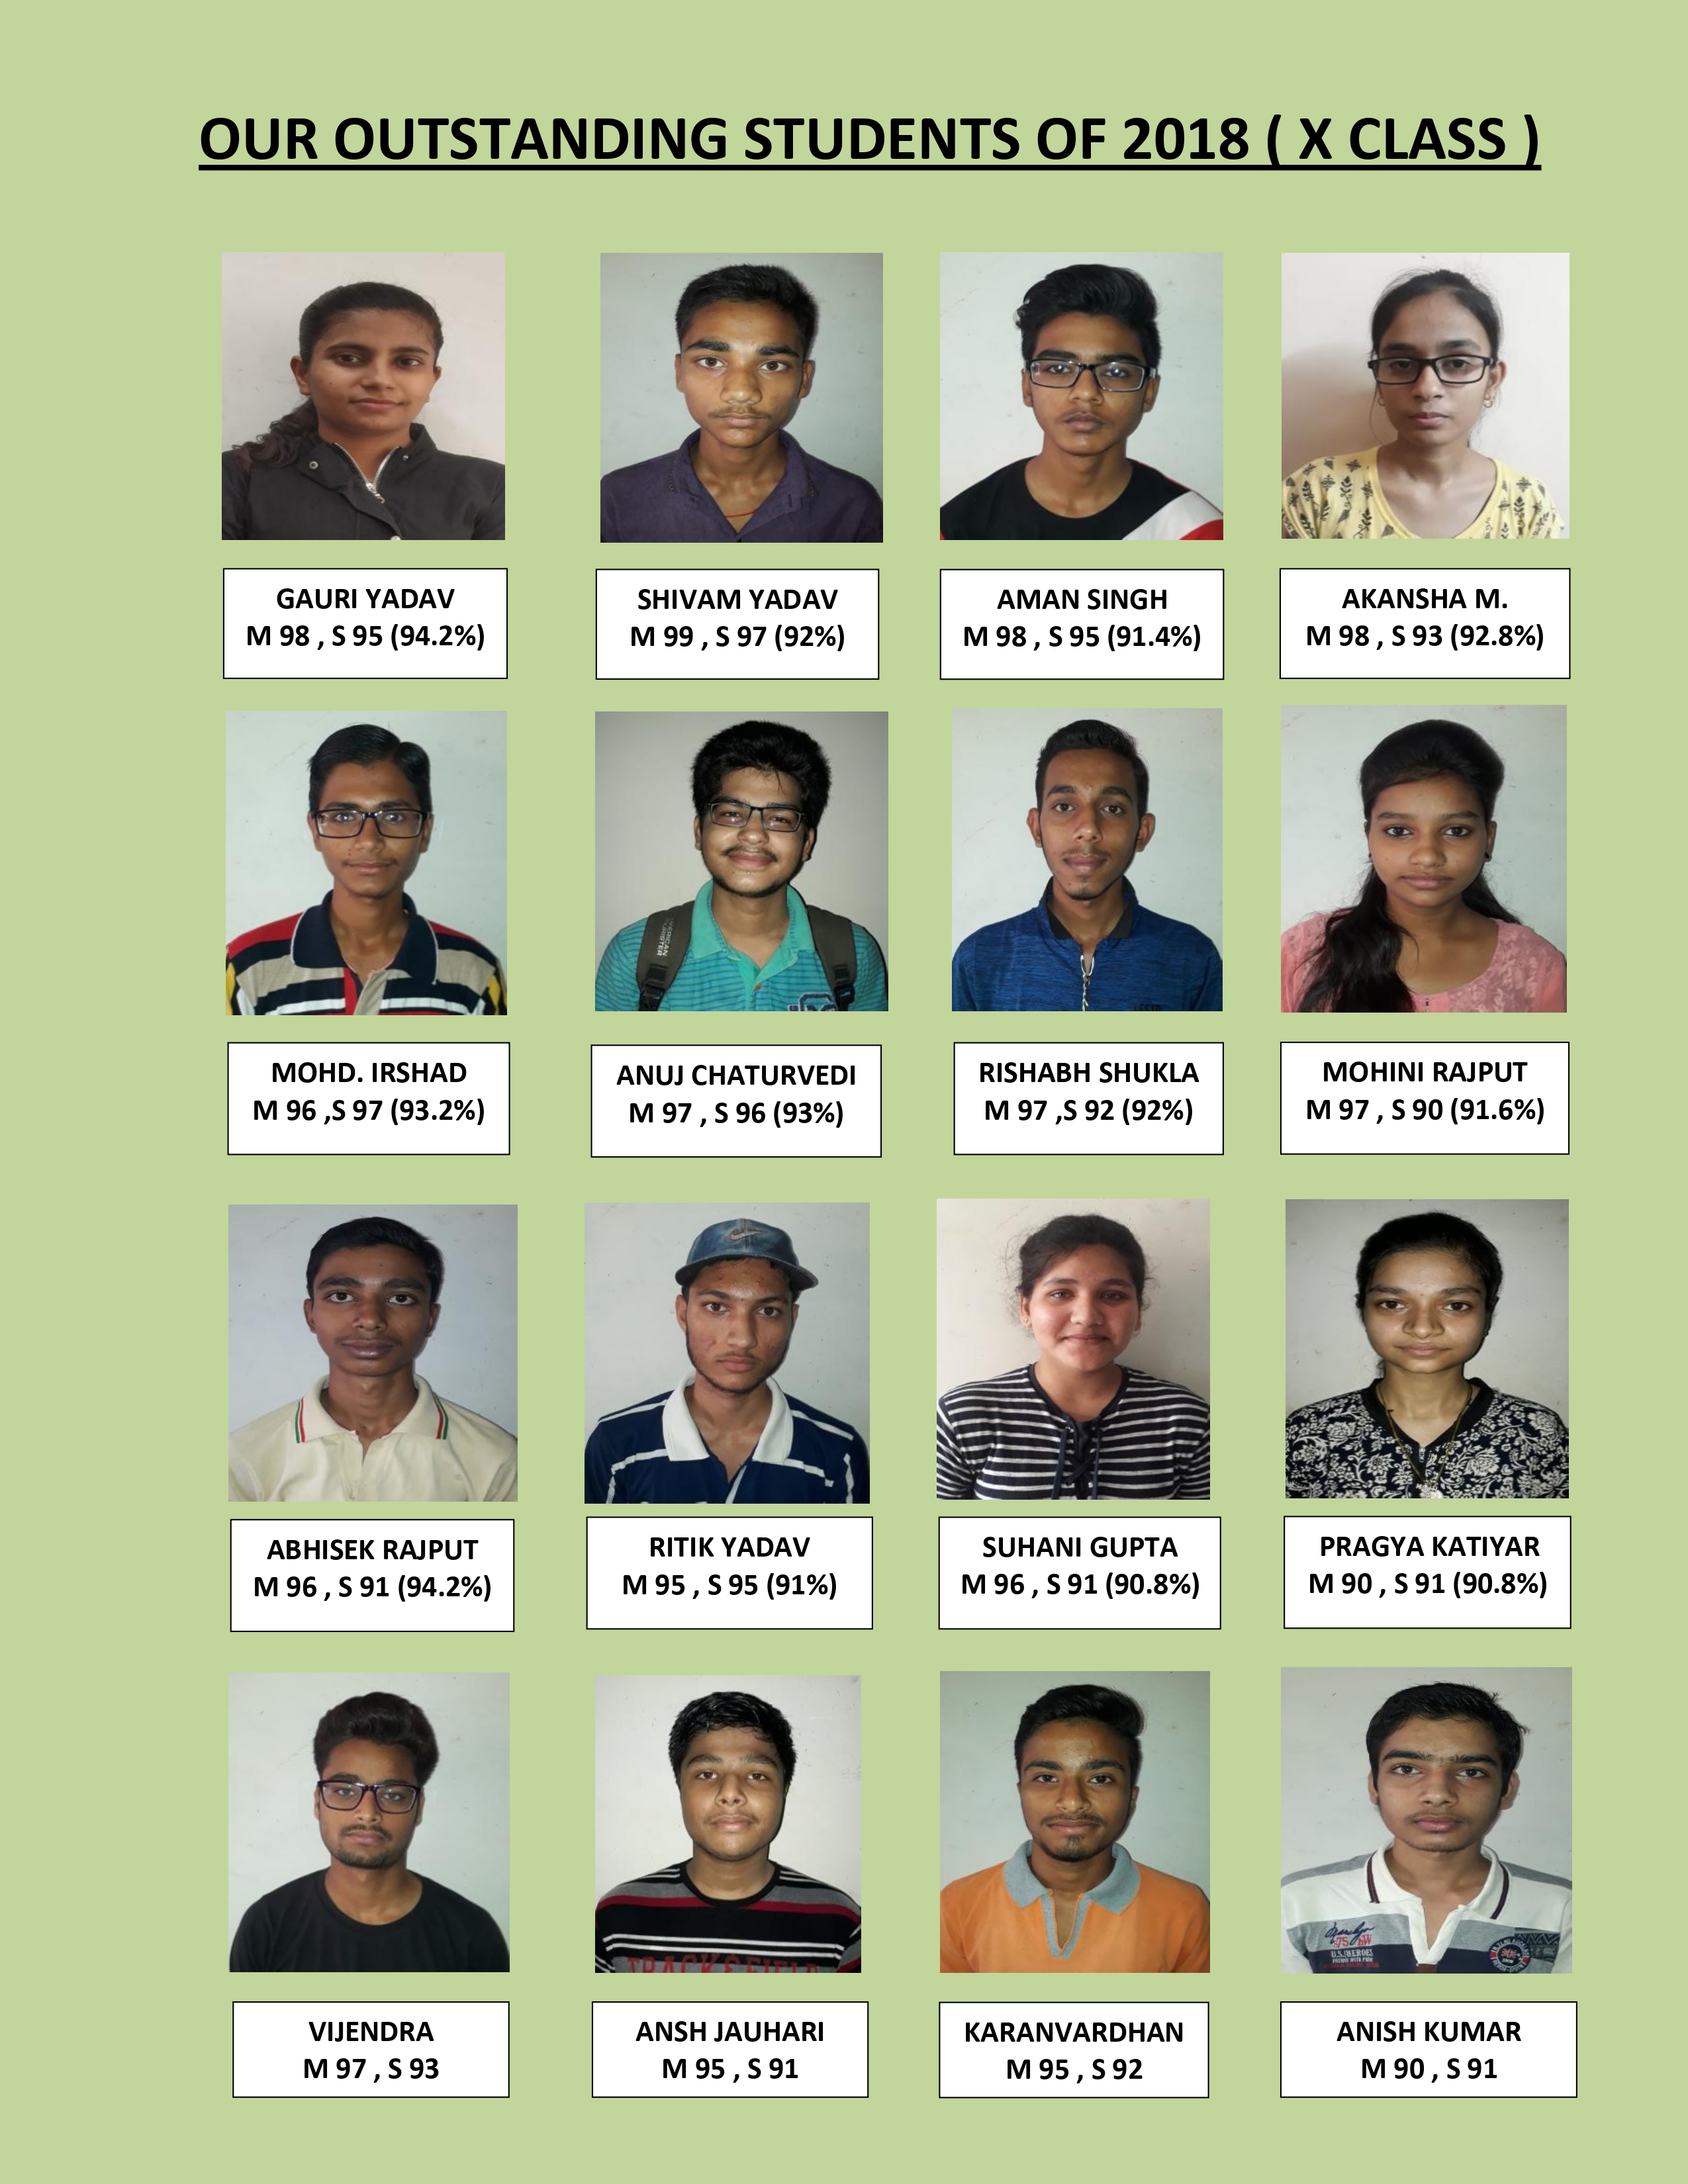 OUR OUTSTANDING STUDENTS OF 2018 ( X CLASS )
GAURI YADAV
M 98 , S 95 (94.2%)
SHIVAM YADAV
M 99 , S 97 (92%)
AMAN SINGH
M 98 , S 95 (91.4%)
AKANSHA M.
M 98 , S 93 (92.8%)
MOHD. IRSHAD
M 96 ,S 97 (93.2%)
ANUJ CHATURVEDI
M 97 , S 96 (93%)
RISHABH SHUKLA
M 97 ,S 92 (92%)
MOHINI RAJPUT
M 97 , S 90 (91.6%)
ABHISEK RAJPUT
M 96 , S 91 (94.2%)
RITIK YADAV
M 95 , S 95 (91%)
SUHANI GUPTA
M 96 , S 91 (90.8%)
PRAGYA KATIYAR
M 90 , S 91 (90.8%)
TRACK & FIELD
U.S. HEROES
VIJENDRA
M 97 , S 93
ANSH JAUHARI
M 95 , S 91
KARANVARDHAN
M 95 , S 92
ANISH KUMAR
M 90 , S 91